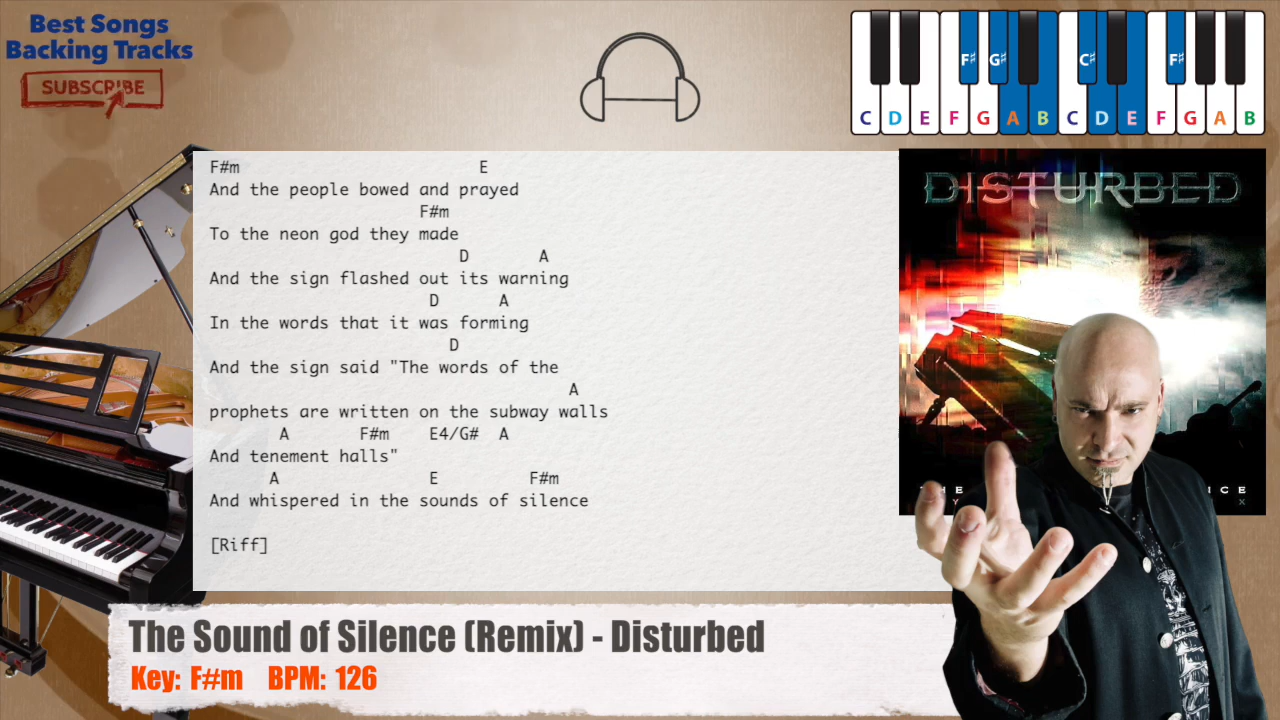 Best Songs
Backing Tracks
SUBSCRIBE
F# G# C# F#
C D E F G A B C D E F G A B
F#m E
And the people bowed and prayed
F#m
To the neon god they made
D A
And the sign flashed out its warning
D A
In the words that it was forming
D
And the sign said "The words of the
A
prophets are written on the subway walls
A F#m E4/G# A
And tenement halls"
A E F#m
And whispered in the sounds of silence
[Riff]
DISTURBED
The Sound of Silence (Remix) - Disturbed
Key: F#m BPM: 126